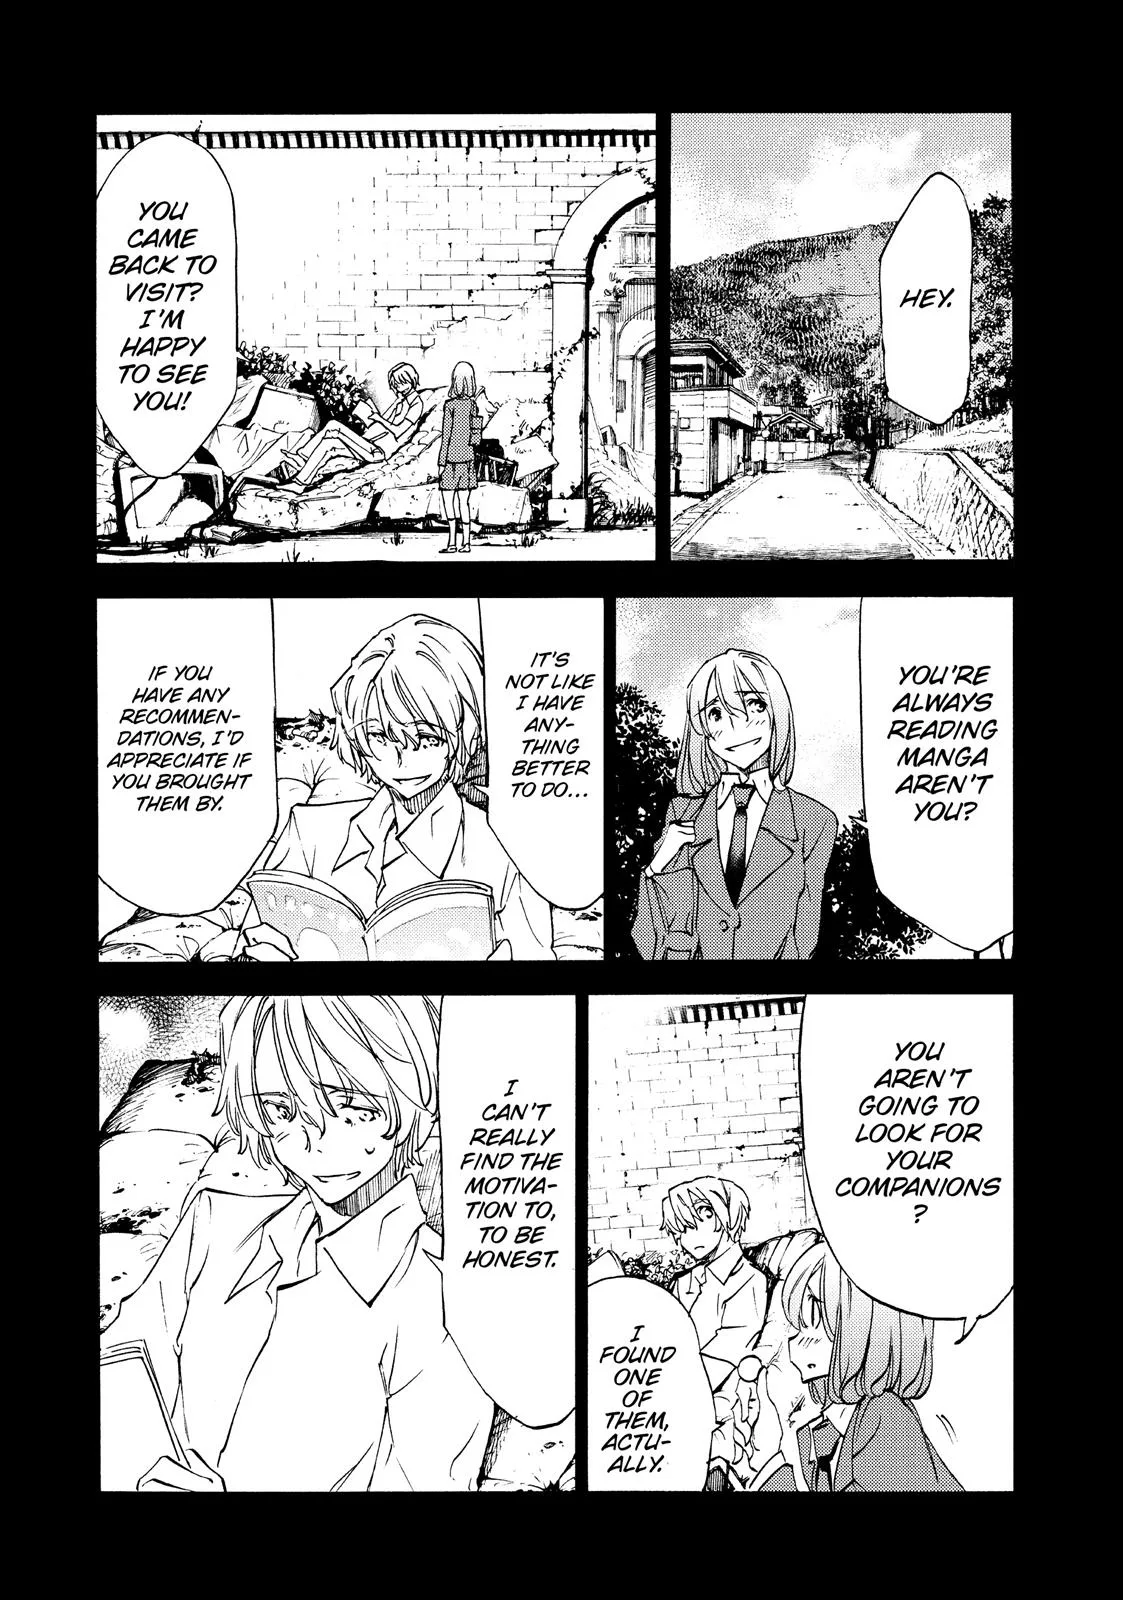 HEY.
YOU
CAME
BACK TO
VISIT?
I'M
HAPPY
TO SEE
YOU!
YOU'RE
ALWAYS
READING
MANGA
AREN'T
YOU?
IT'S
NOT LIKE
I HAVE
ANY-
THING
BETTER
TO DO...
IF YOU
HAVE ANY
RECOMMEN-
DATIONS, I'D
APPRECIATE IF
YOU BROUGHT
THEM BY.
YOU
AREN'T
GOING TO
LOOK FOR
YOUR
COMPANIONS
?
I
FOUND
ONE
OF
THEM,
ACTU-
ALLY.
I
CAN'T
REALLY
FIND THE
MOTIVA-
TION TO,
TO BE
HONEST.